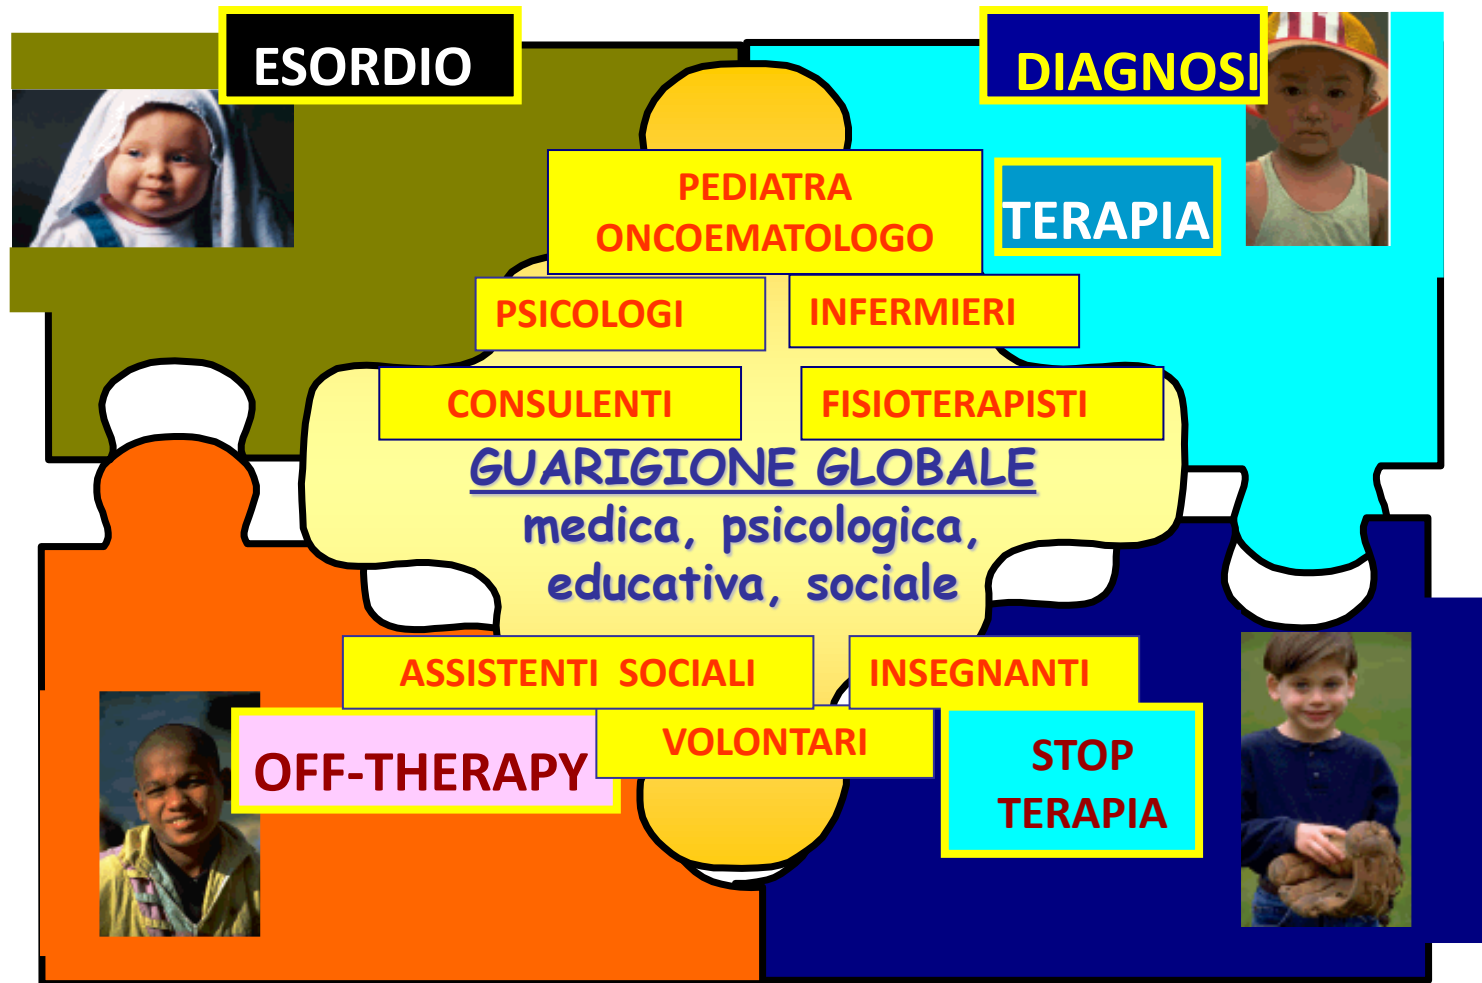 ESORDIO
DIAGNOSI
PEDIATRA
ONCOEMATOLOGO
TERAPIA
PSICOLOGI
INFERMIERI
CONSULENTI
FISIOTERAPISTI
GUARIGIONE GLOBALE
medica, psicologica,
educativa, sociale
ASSISTENTI SOCIALI
INSEGNANTI
OFF-THERAPY
VOLONTARI
STOP
TERAPIA